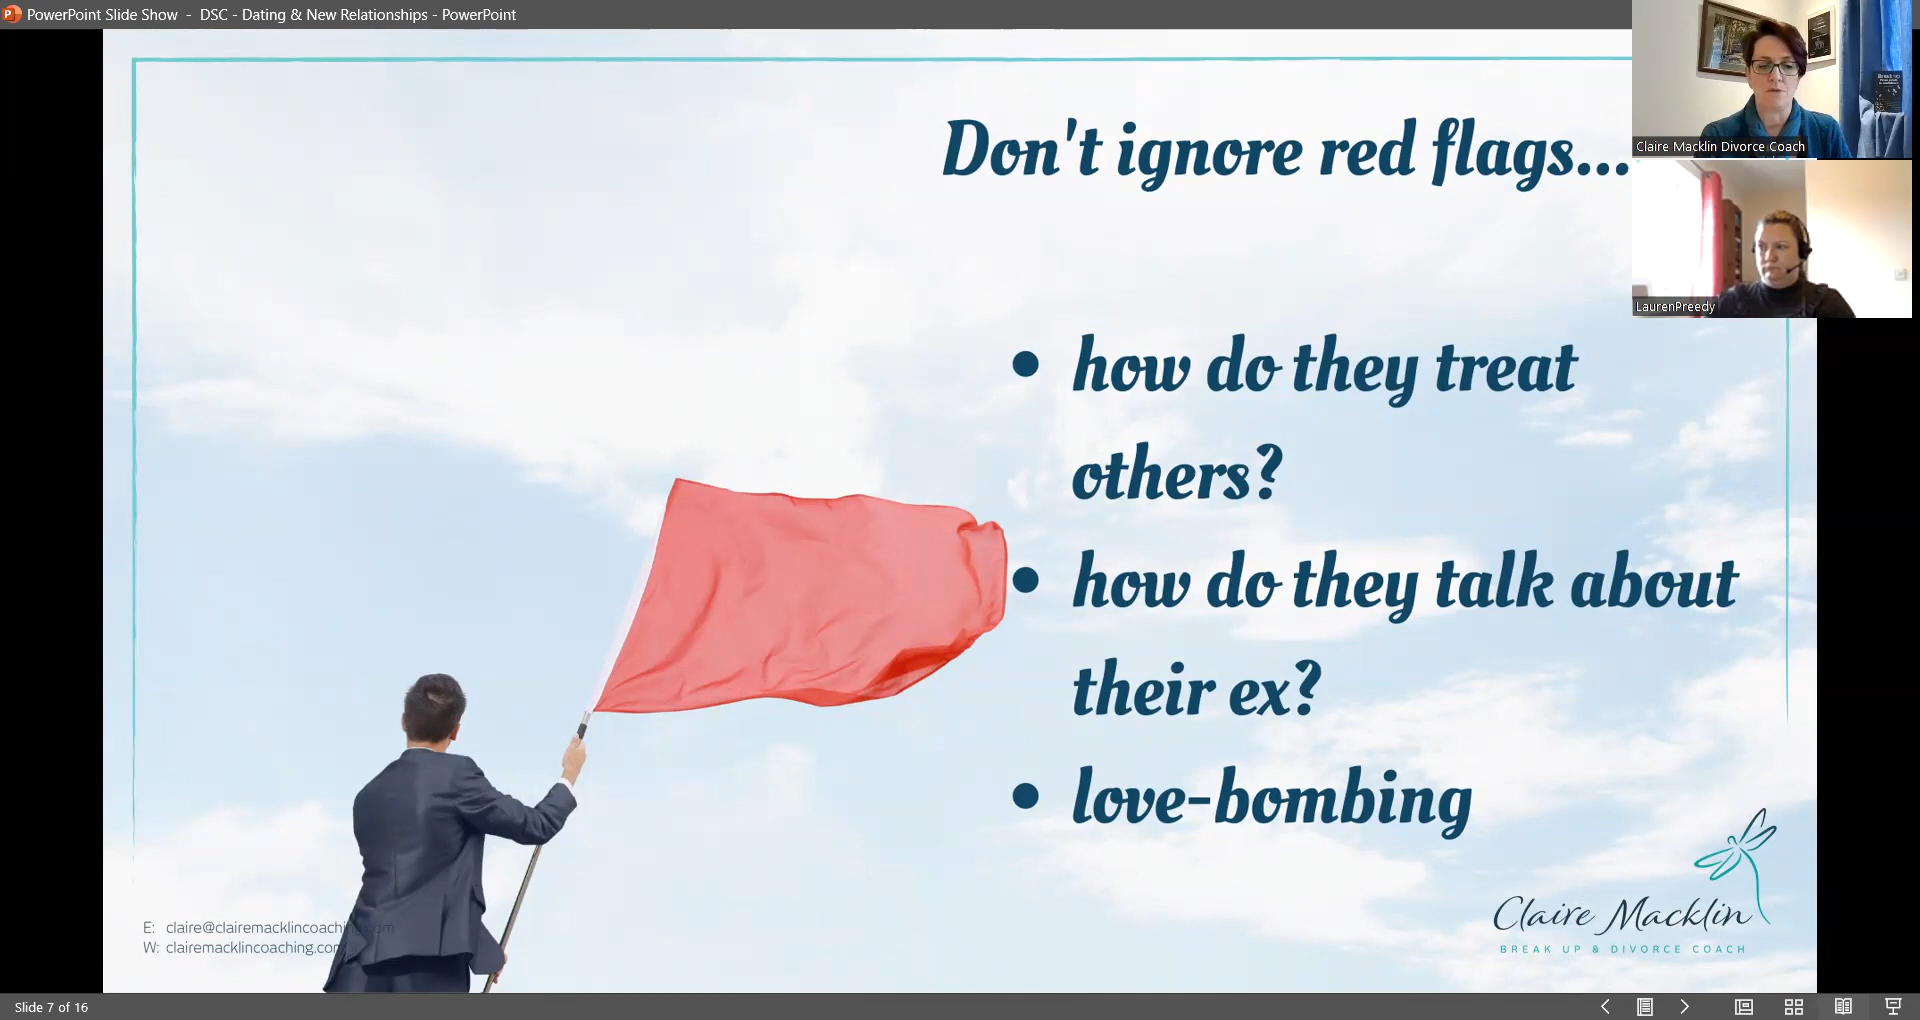 PowerPoint Slide Show - DSC - Dating & New Relationships - PowerPoint
Claire Macklin Divorce Coach
LaurenPreedy
Don't ignore red flags...
• how do they treat
others?
• how do they talk about
their ex?
• love-bombing
E: claire@clairemacklincoaching.com
W: clairemacklincoaching.com
Claire Macklin
BREAK UP & DIVORCE COACH
Slide 7 of 16